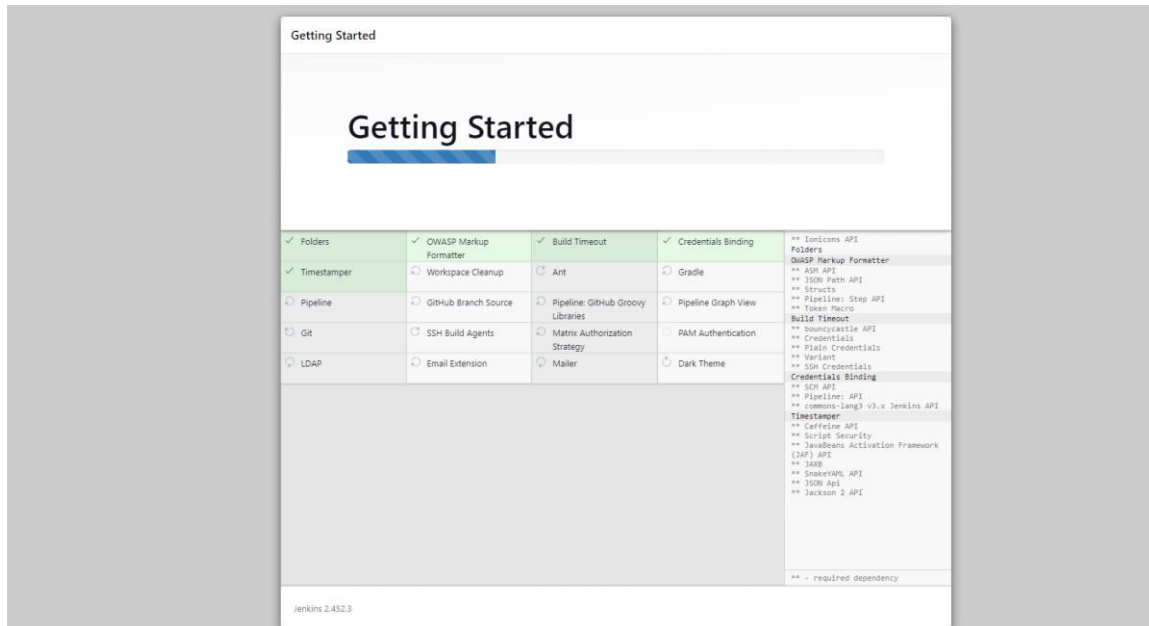 Getting Started
Getting Started
Folders
OWASP Markup
Formatter
Build Timeout
Credentials Binding
Timestamper
Workspace Cleanup
Ant
Gradle
Pipeline
GitHub Branch Source
Pipeline: GitHub Groovy
Libraries
Pipeline Graph View
Git
SSH Build Agents
Matrix Authorization
Strategy
PAM Authentication
LDAP
Email Extension
Mailer
Dark Theme
** Ionicons API
Folders
OWASP Markup Formatter
** ASM API
** JSON Path API
** Structs
** Pipeline: Step API
** Token Macro
Build Timeout
** bouncycastle API
** Credentials
** Plain Credentials
** Variant
** SSH Credentials
Credentials Binding
** SCM API
** Pipeline: API
** commons-lang3 v3.x Jenkins API
Timestamper
** Caffeine API
** Script Security
** JavaBeans Activation Framework
(JAF) API
** JAXB
** SnakeYAML API
** JSON Api
** Jackson 2 API
** - required dependency
Jenkins 2.452.3